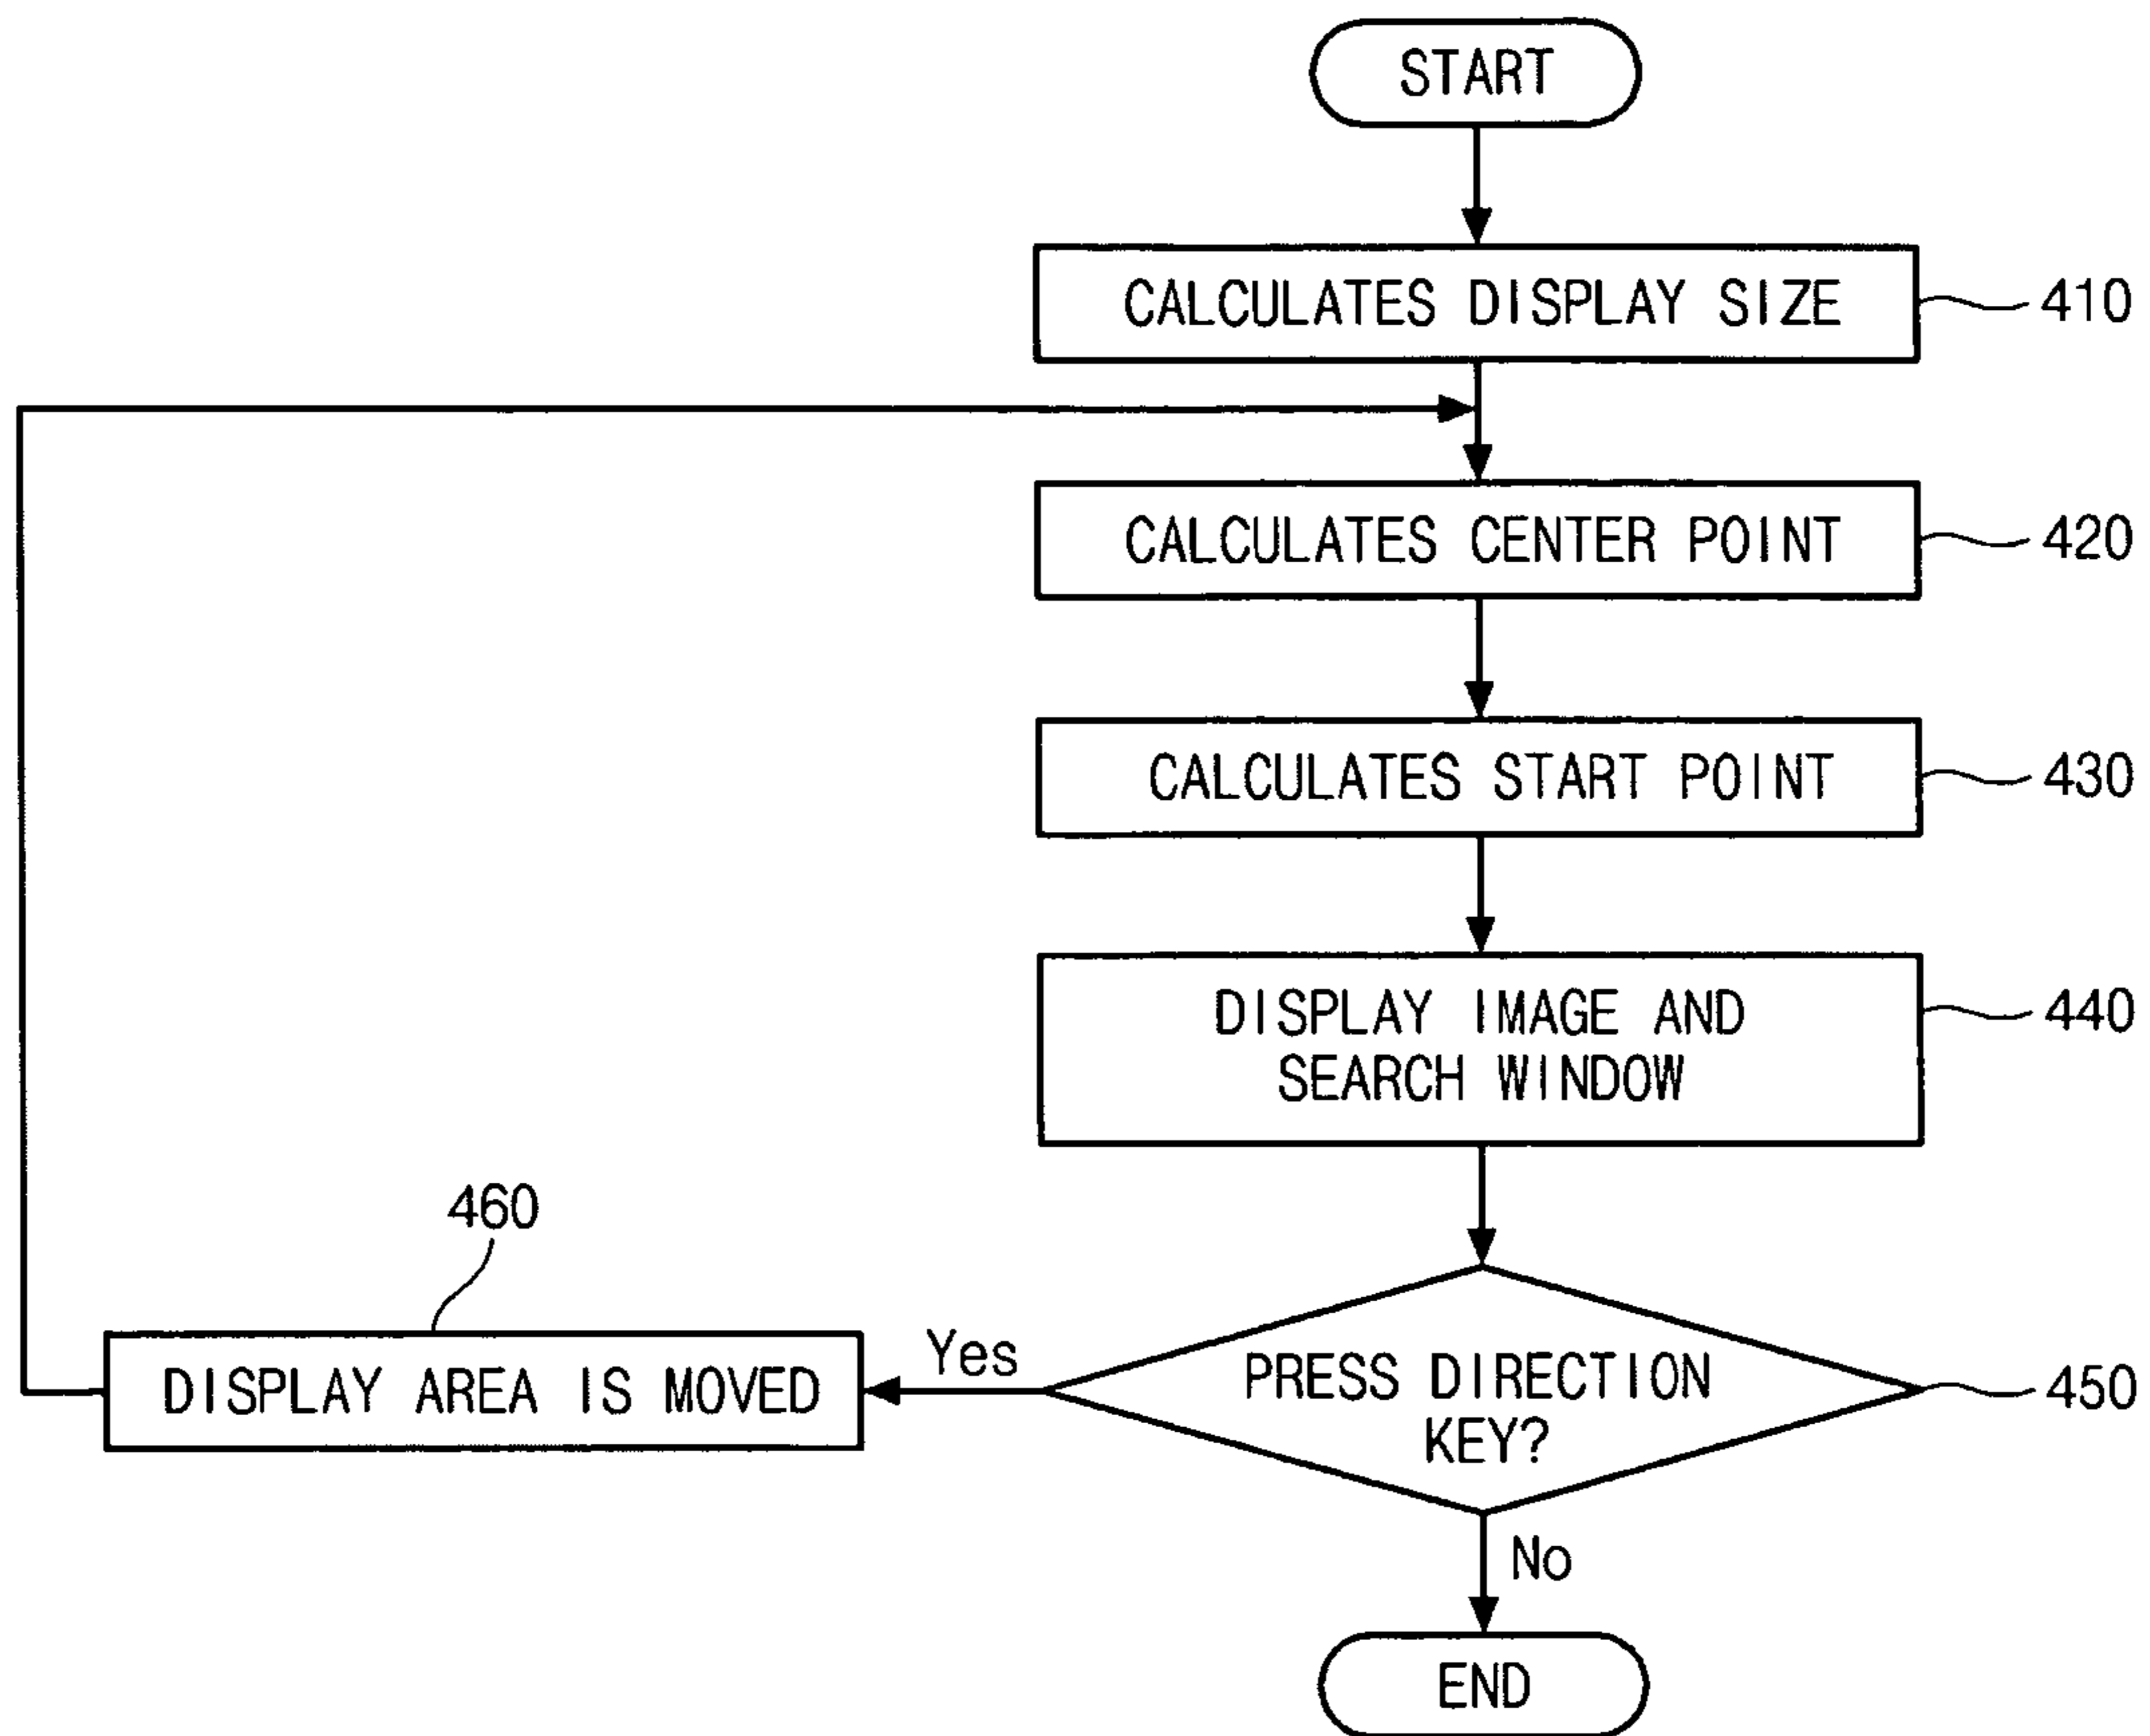 START
CALCULATES DISPLAY SIZE
410
CALCULATES CENTER POINT
420
CALCULATES START POINT
430
DISPLAY IMAGE AND
SEARCH WINDOW
440
460
DISPLAY AREA IS MOVED
Yes
PRESS DIRECTION
KEY?
450
No
END